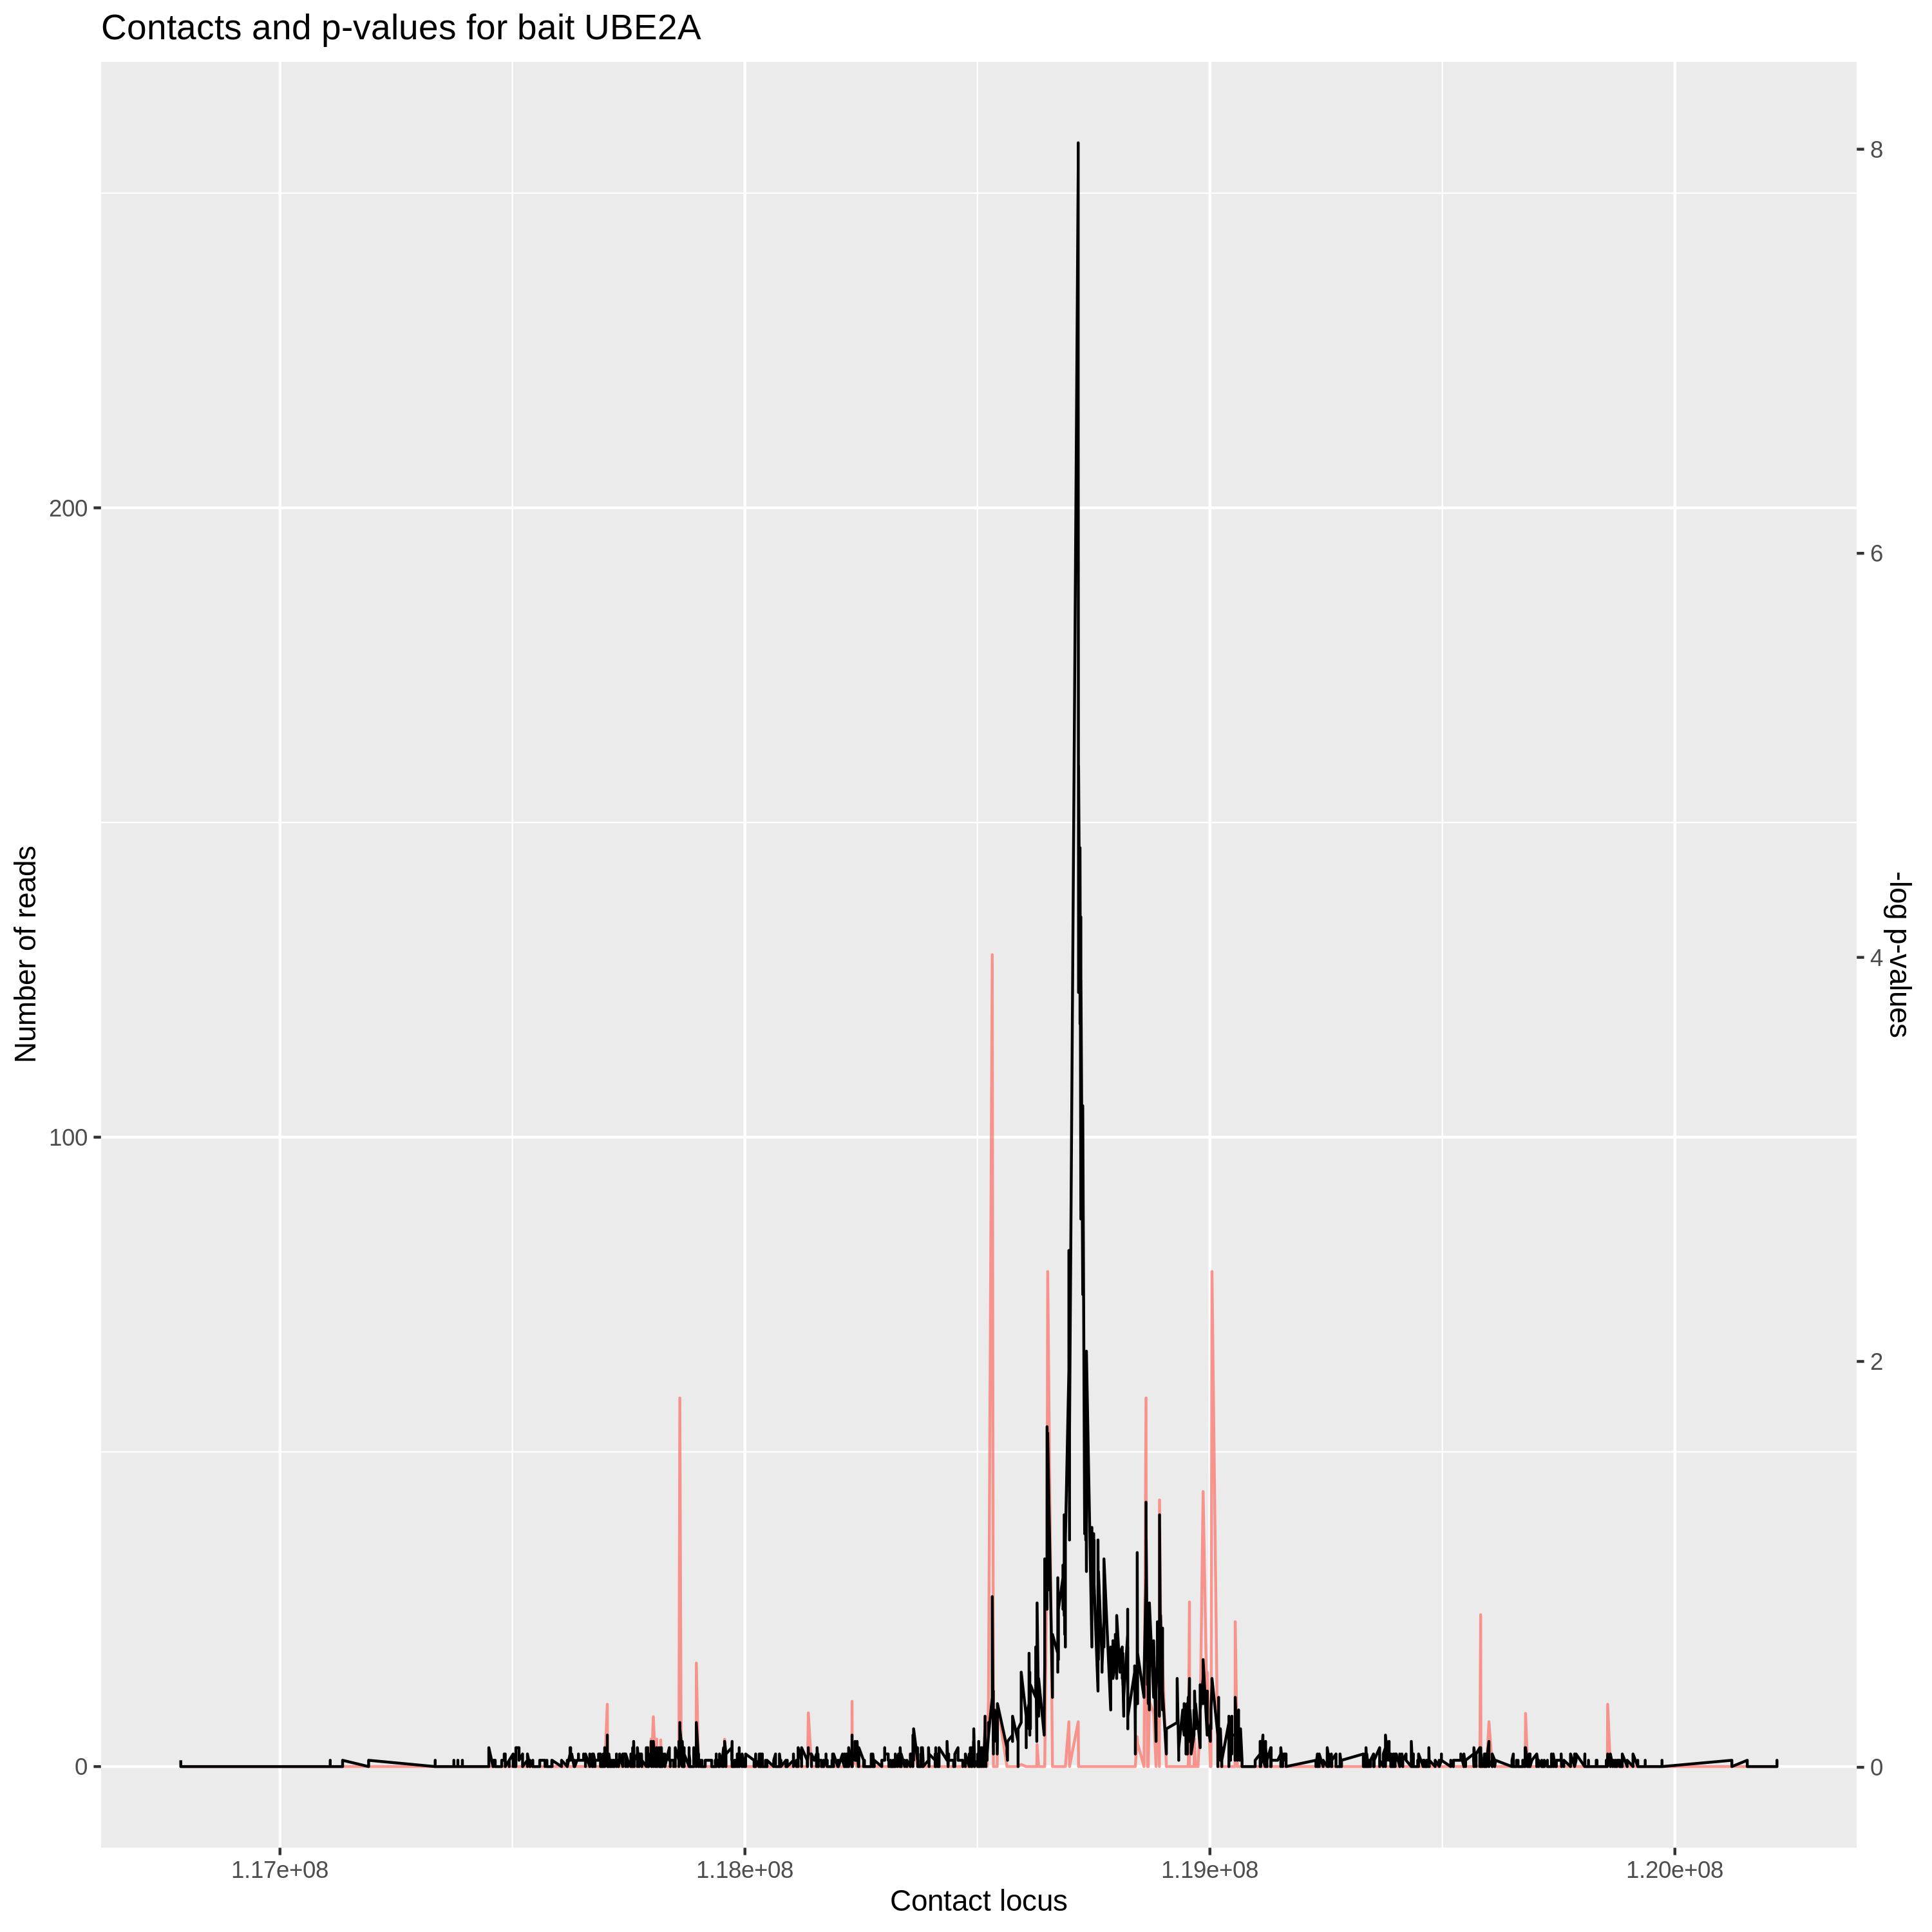 Contacts and p-values for bait UBE2A
Number of reads
200
100
0
8
6
4
2
0
-log p-values
1.17e+08
1.18e+08
1.19e+08
1.20e+08
Contact locus